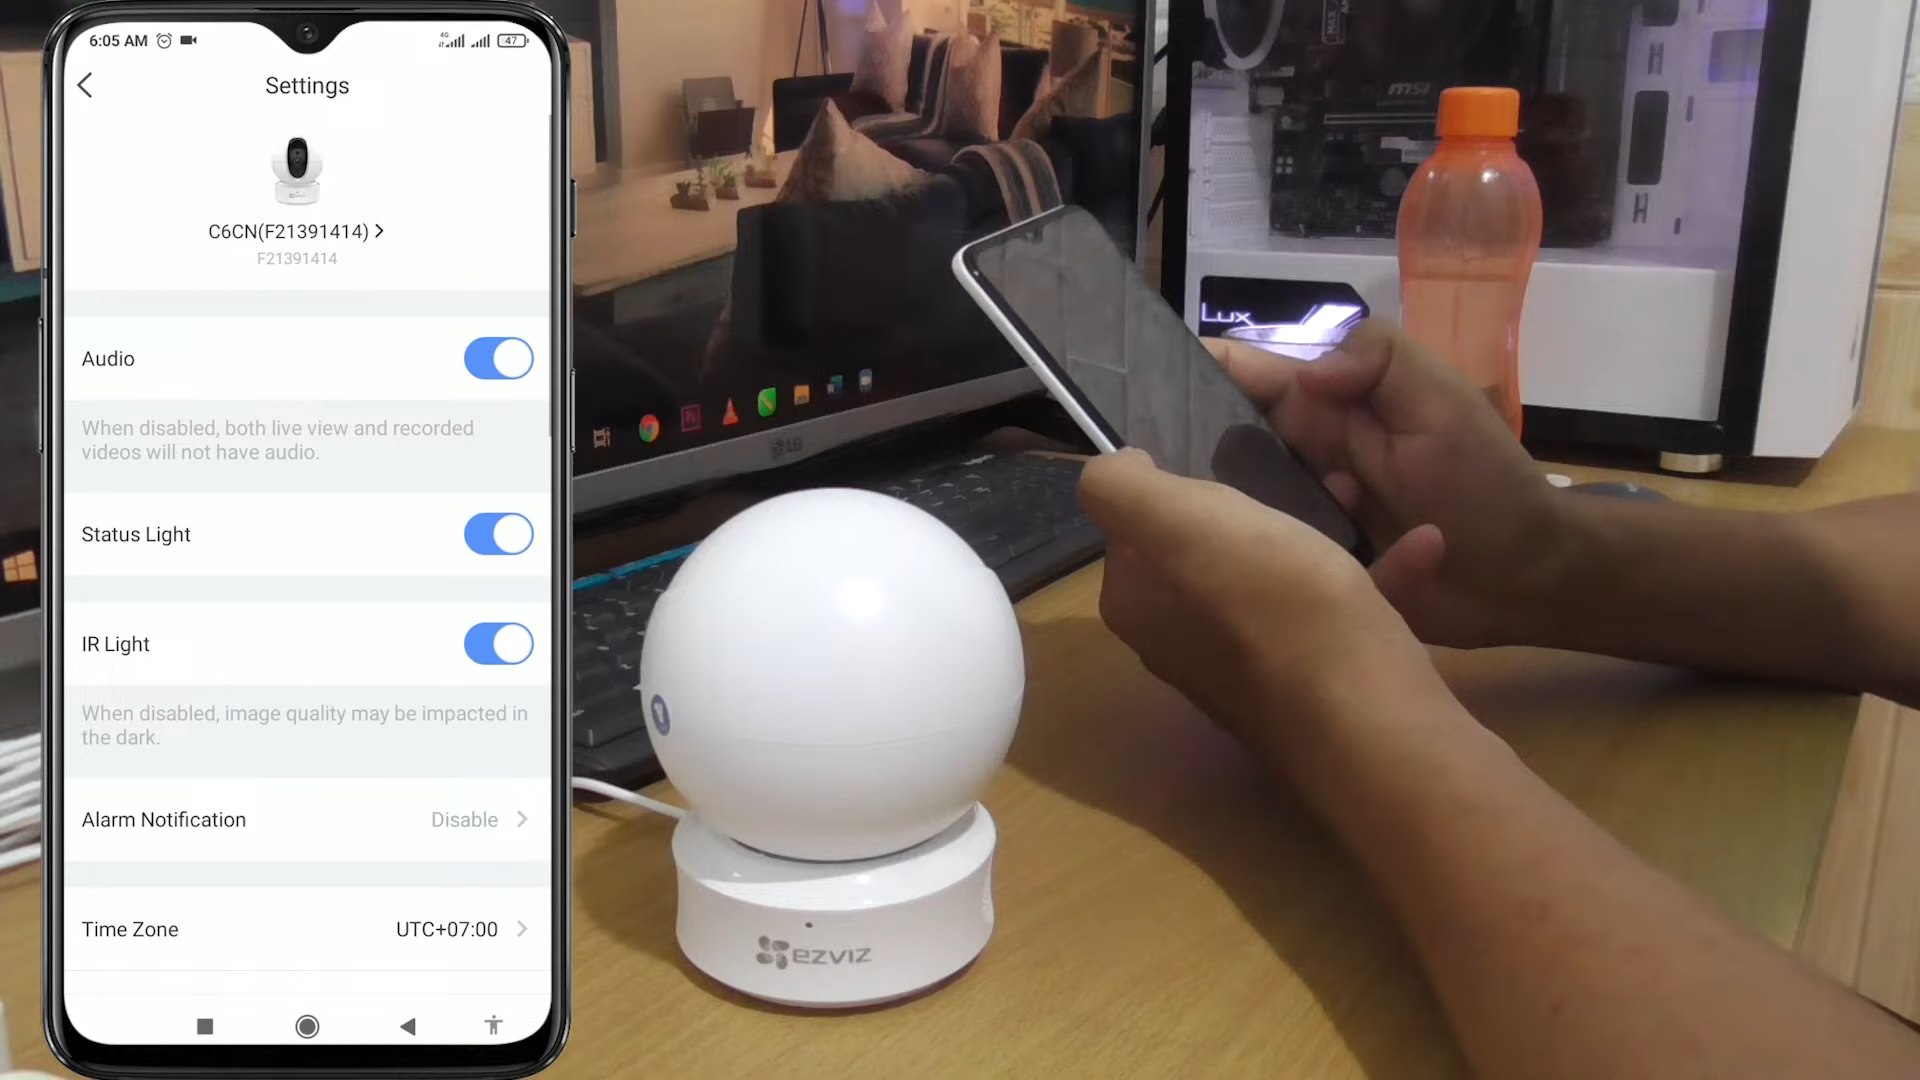 6:05 AM
4G
47
Settings
C6CN(F21391414)
F21391414
Audio
When disabled, both live view and recorded
videos will not have audio.
Status Light
IR Light
When disabled, image quality may be impacted in
the dark.
Alarm Notification
Disable
Time Zone
UTC+07:00
msi
Lux
LG
ezviz